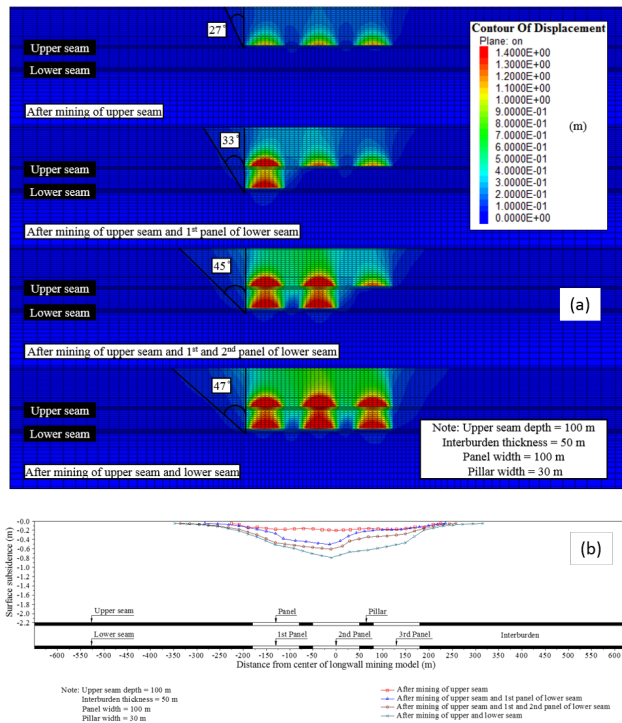 27°
Contour Of Displacement
Plane: on
1.4000E+00
1.3000E+00
1.2000E+00
1.1000E+00
1.0000E+00
9.0000E-01
8.0000E-01
7.0000E-01
6.0000E-01
5.0000E-01
4.0000E-01
3.0000E-01
2.0000E-01
1.0000E-01
0.0000E+00
(m)
Upper seam
Lower seam
After mining of upper seam
33°
Upper seam
Lower seam
After mining of upper seam and 1st panel of lower seam
45°
Upper seam
Lower seam
(a)
After mining of upper seam and 1st and 2nd panel of lower seam
47°
Upper seam
Lower seam
After mining of upper seam and lower seam
Note: Upper seam depth = 100 m
Interburden thickness = 50 m
Panel width = 100 m
Pillar width = 30 m
(b)
Surface subsidence (m)
-0.0
-0.2
-0.4
-0.6
-0.8
-1.0
-1.2
-1.4
-1.6
-1.8
-2.0
-2.2
Upper seam Panel Pillar
Lower seam 1st Panel 2nd Panel 3rd Panel Interburden
-600 -550 -500 -450 -400 -350 -300 -250 -200 -150 -100 -50 0 50 100 150 200 250 300 350 400 450 500 550 600
Distance from center of longwall mining model (m)
Note: Upper seam depth = 100 m
Interburden thickness = 50 m
Panel width = 100 m
Pillar width = 30 m
After mining of upper seam
After mining of upper seam and 1st panel of lower seam
After mining of upper seam and 1st and 2nd panel of lower seam
After mining of upper and lower seam